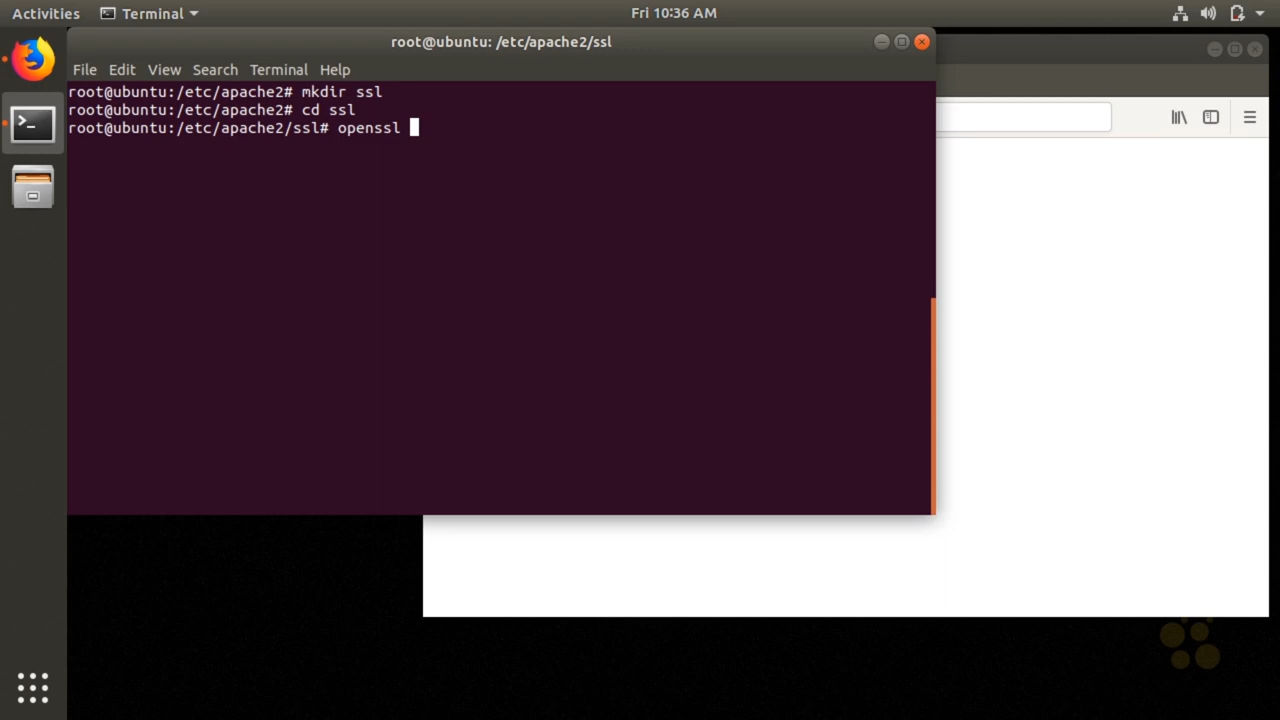 Activities Terminal Fri 10:36 AM
root@ubuntu: /etc/apache2/ssl
File Edit View Search Terminal Help
root@ubuntu:/etc/apache2# mkdir ssl
root@ubuntu:/etc/apache2# cd ssl
root@ubuntu:/etc/apache2/ssl# openssl